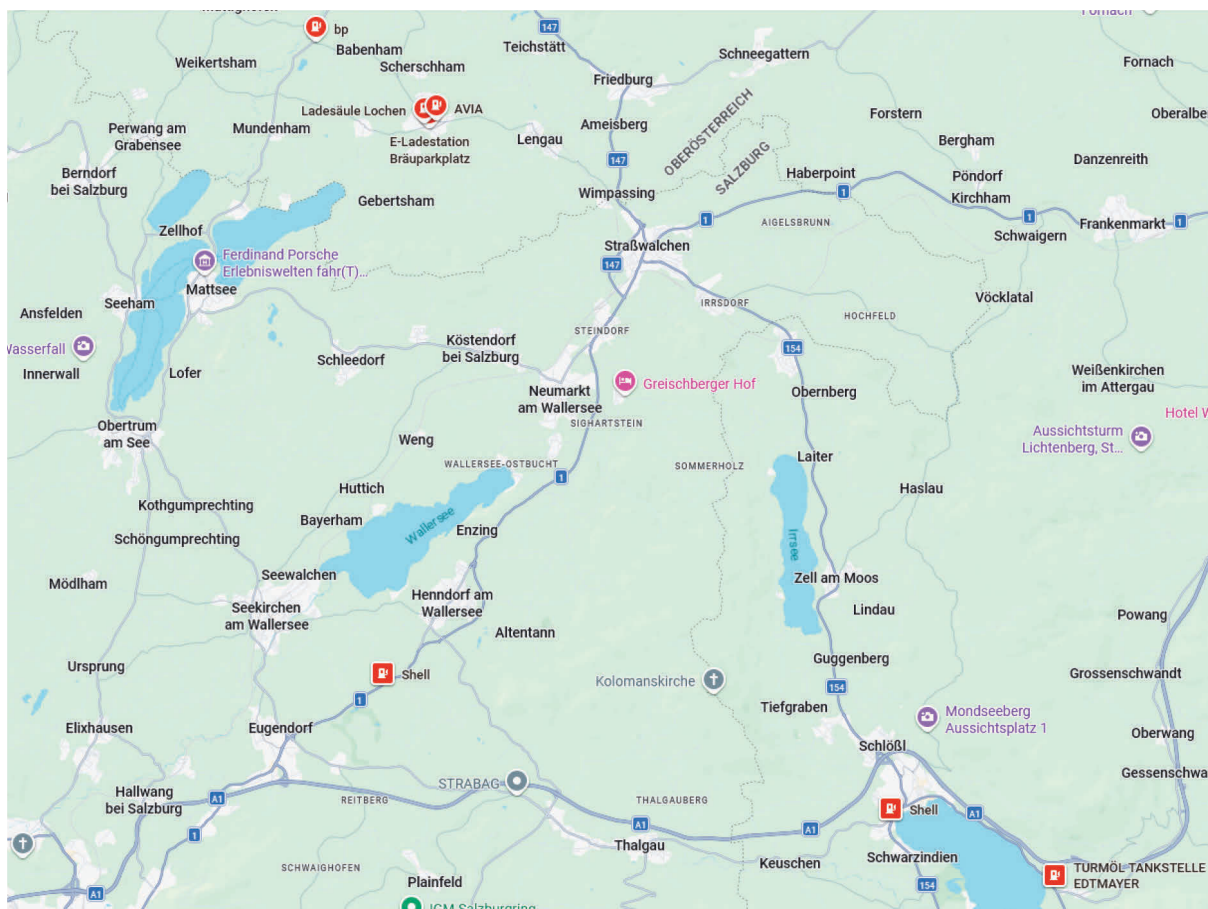 Mattighofen
bp
147
Fornach
Teichstätt
Babenham
Schneegattern
Weikertsham
Scherschham
Fornach
Friedburg
Ladesäule Lochen
AVIA
Forstern
Oberalbe
Perwang am
Grabensee
Mundenham
Ameisberg
OBERÖSTERREICH
SALZBURG
E-Ladestation
Bräuparkplatz
Lengau
Bergham
147
Danzenreith
Berndorf
bei Salzburg
Haberpoint
Pöndorf
Kirchham
Wimpassing
1
Gebertsham
1
1
1
AIGELSBRUNN
Frankenmarkt
Zellhof
Schwaigern
Straßwalchen
Ferdinand Porsche
Erlebniswelten fahr(T)...
147
Mattsee
Seeham
IRRSDORF
Vöcklatal
Ansfelden
HOCHFELD
STEINDORF
Wasserfall
Köstendorf
bei Salzburg
154
Schleedorf
Innerwall
Lofer
Weißenkirchen
im Attergau
Greischberger Hof
Neumarkt
am Wallersee
Obernberg
Hotel W
SIGHARTSTEIN
Obertrum
am See
Aussichtsturm
Lichtenberg, St...
Weng
WALLERSEE-OSTBUCHT
SOMMERHOLZ
Laiter
1
Huttich
Haslau
Kothgumprechting
Bayerham
Wallersee
Enzing
Schöngumprechting
Irrsee
Seewalchen
Mödlham
Zell am Moos
Henndorf am
Wallersee
Seekirchen
am Wallersee
Lindau
Powang
Altentann
Ursprung
Guggenberg
Shell
Kolomanskirche
Grossenschwandt
154
1
Tiefgraben
Mondseeberg
Aussichtsplatz 1
Elixhausen
Eugendorf
Oberwang
Schlößl
Gessenschwa
STRABAG
Hallwang
bei Salzburg
A1
REITBERG
THALGAUBERG
Shell
A1
A1
A1
1
Thalgau
Schwarzindien
Keuschen
SCHWAIGHOFEN
TURMÖL TANKSTELLE
EDTMAYER
Plainfeld
154
A1
IGM Salzburgring